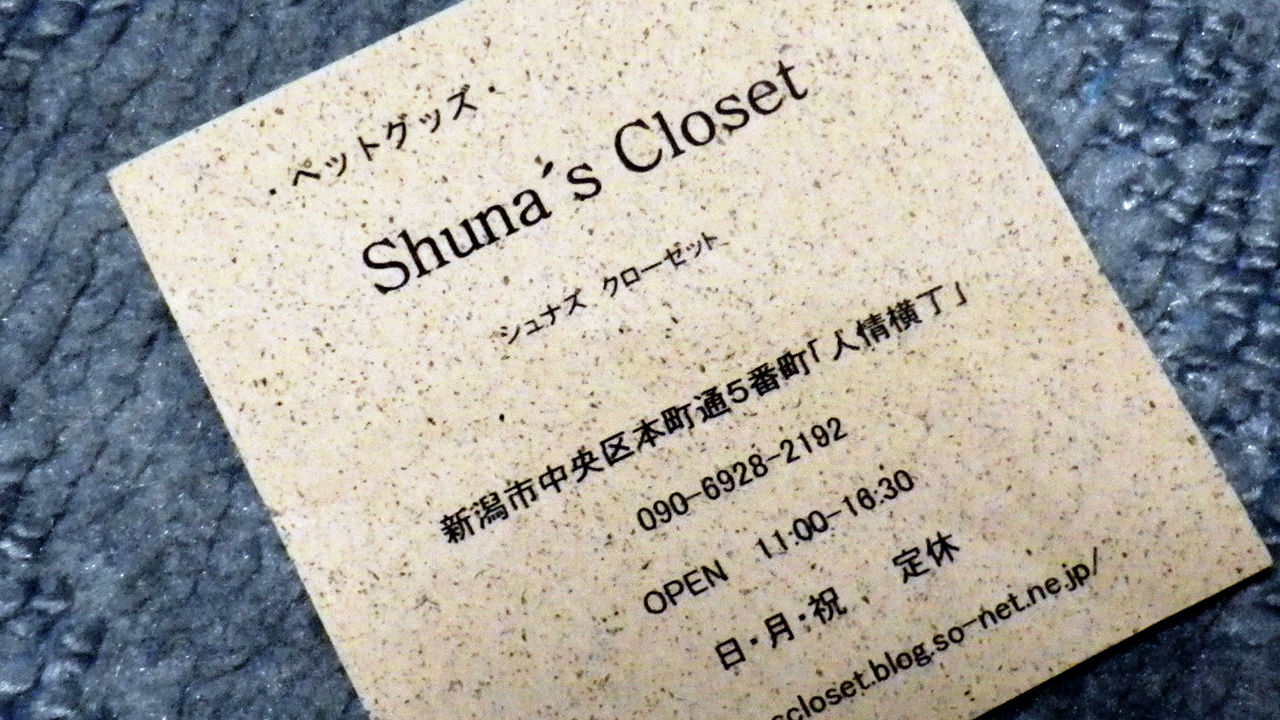 ・ペットグッズ・
Shuna´s Closet
シュナズ クローゼット
新潟市中央区本町通5番町「人情横丁」
090-6928-2192
OPEN 11:00-16:30
日・月・祝 定休
scloset.blog.so-net.ne.jp/